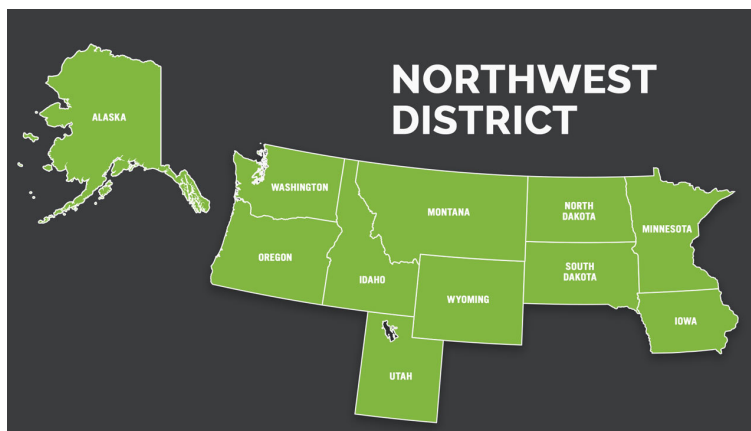 NORTHWEST
DISTRICT
ALASKA
WASHINGTON
MONTANA
NORTH
DAKOTA
MINNESOTA
OREGON
IDAHO
WYOMING
SOUTH
DAKOTA
IOWA
UTAH